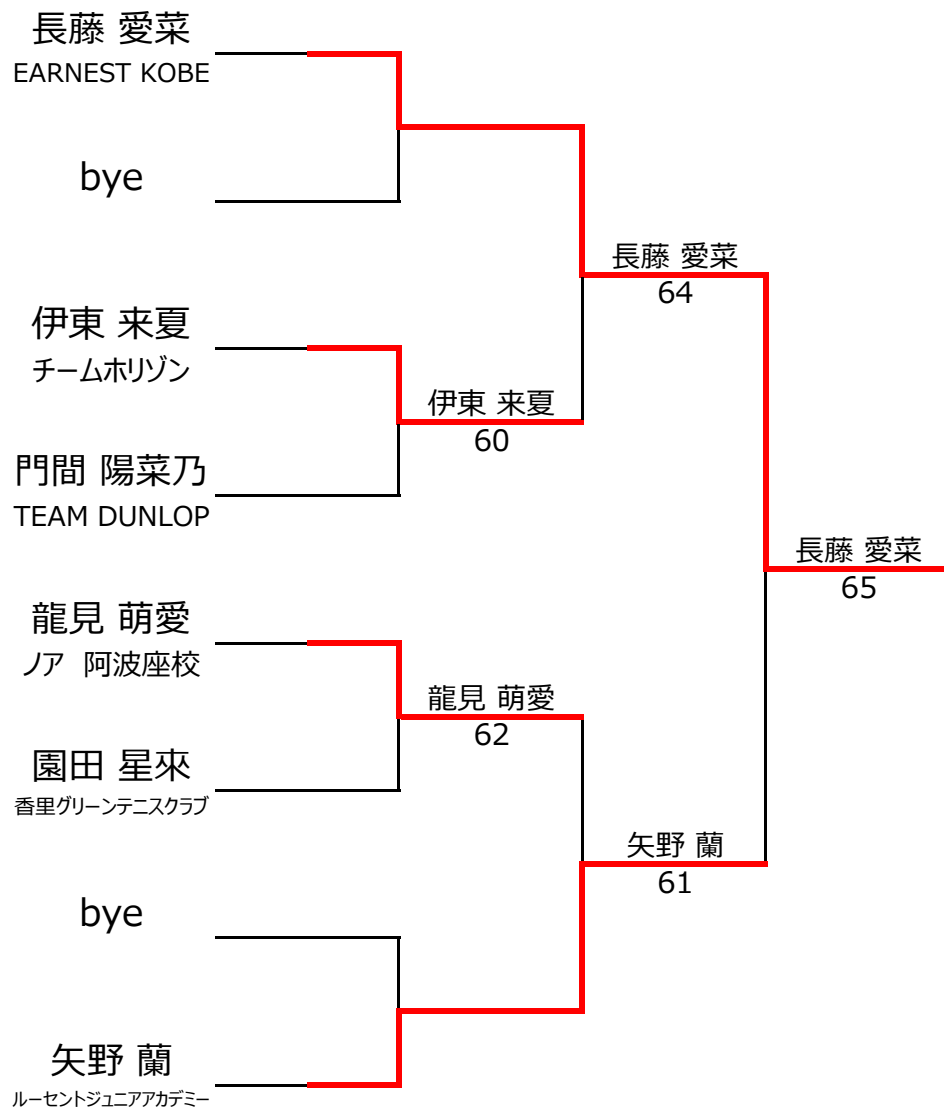 長藤 愛菜
EARNEST KOBE
bye
長藤 愛菜
64
伊東 来夏
チームホリゾン
伊東 来夏
60
門間 陽菜乃
TEAM DUNLOP
長藤 愛菜
65
龍見 萌愛
ノア 阿波座校
龍見 萌愛
62
園田 星來
香里グリーンテニスクラブ
矢野 蘭
61
bye
矢野 蘭
ルーセントジュニアアカデミー